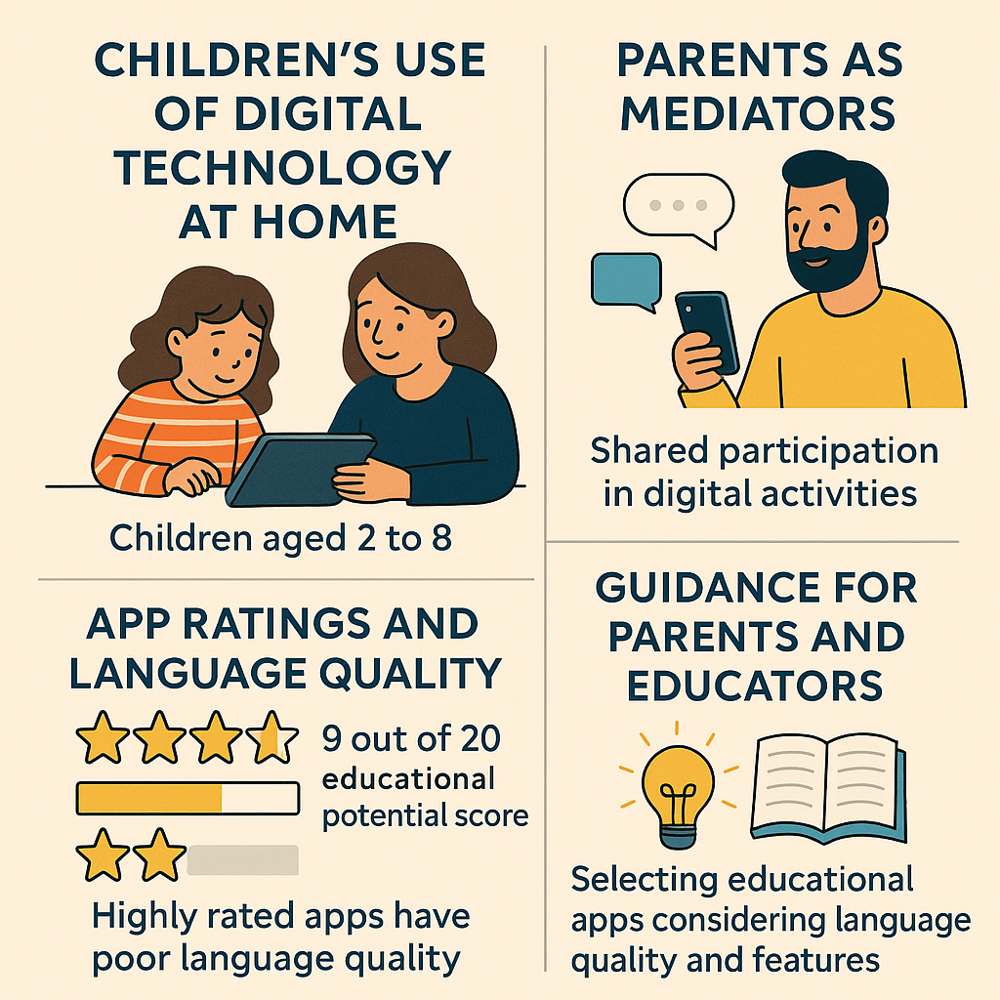 CHILDREN'S USE
OF DIGITAL
TECHNOLOGY
AT HOME
Children aged 2 to 8
PARENTS AS
MEDIATORS
Shared participation
in digital activities
APP RATINGS AND
LANGUAGE QUALITY
9 out of 20
educational
potential score
Highly rated apps have
poor language quality
GUIDANCE FOR
PARENTS AND
EDUCATORS
Selecting educational
apps considering language
quality and features